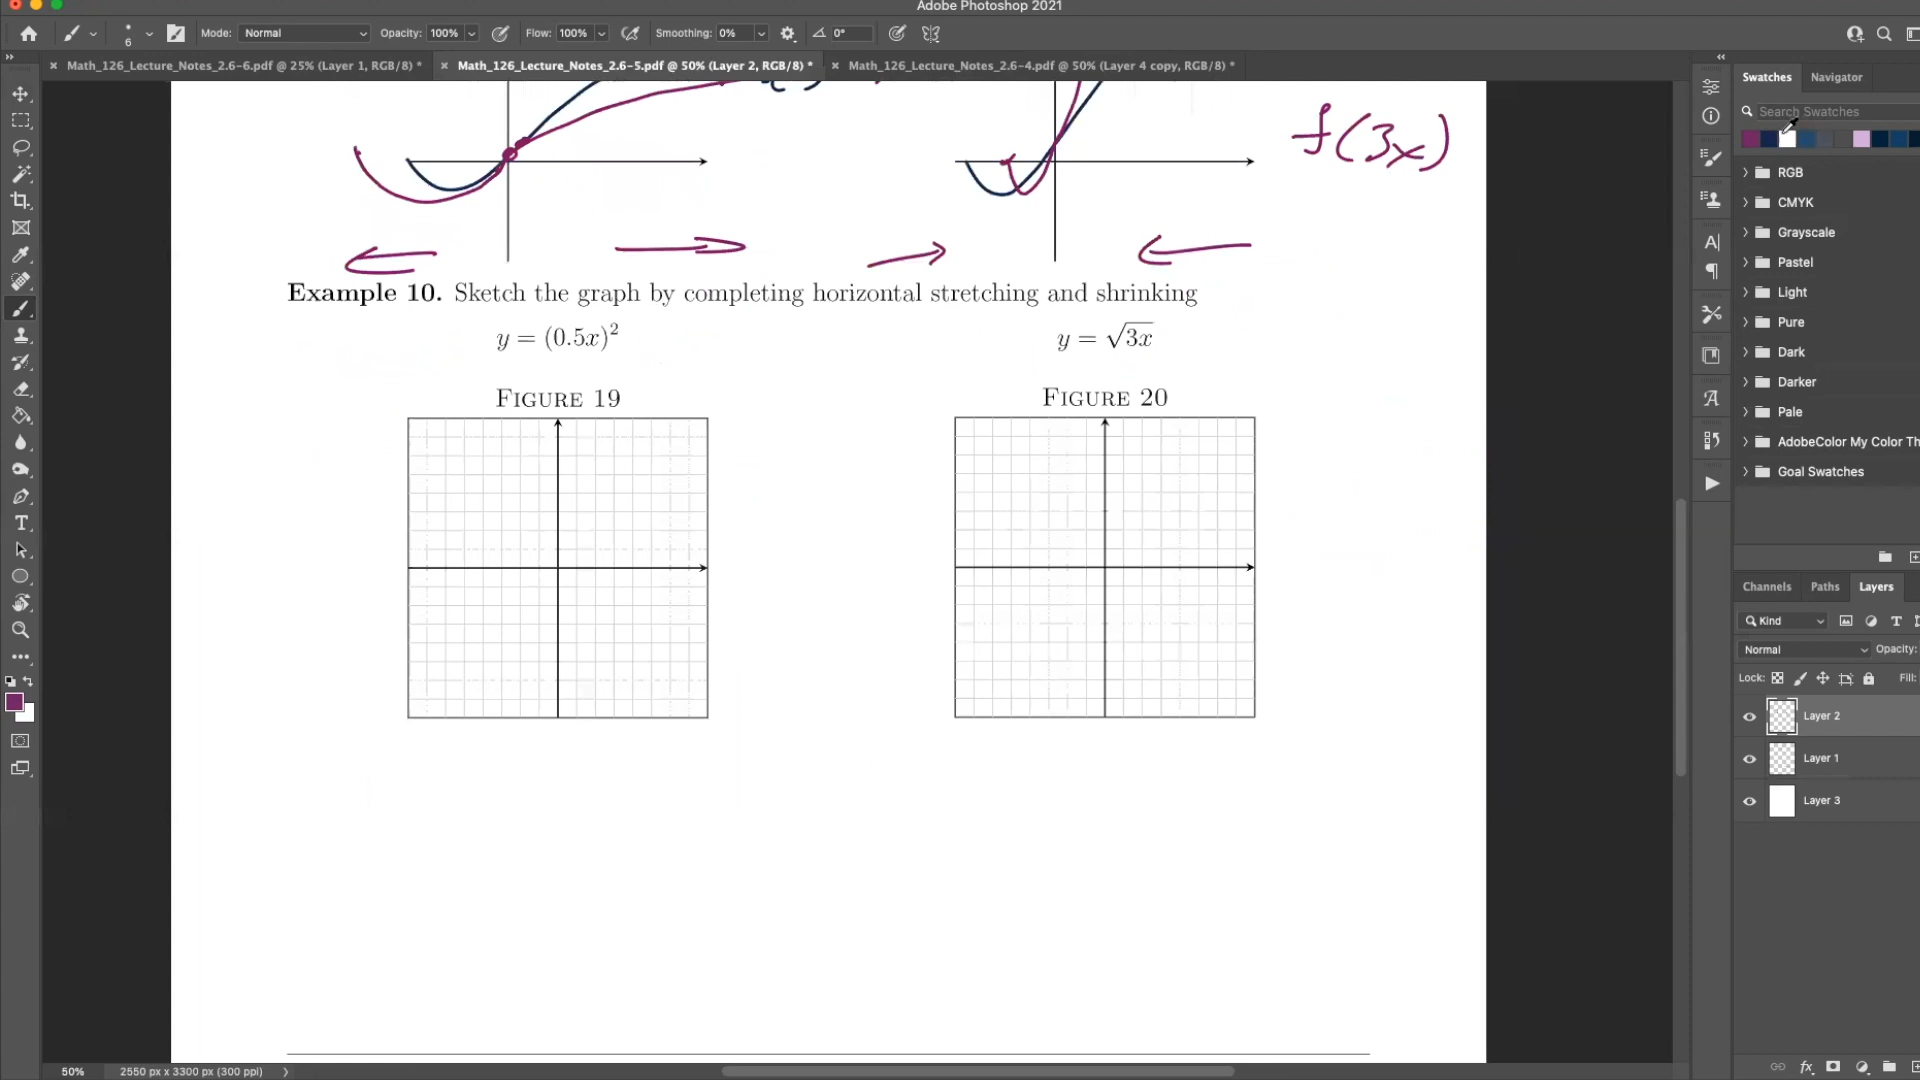 Adobe Photoshop 2021
6 Mode: Normal Opacity: 100% Flow: 100% Smoothing: 0% 0°
× Math_126_Lecture_Notes_2.6-6.pdf @ 25% (Layer 1, RGB/8) * × Math_126_Lecture_Notes_2.6-5.pdf @ 50% (Layer 2, RGB/8) * × Math_126_Lecture_Notes_2.6-4.pdf @ 50% (Layer 4 copy, RGB/8) *
Swatches Navigator
Search Swatches
RGB
CMYK
Grayscale
Pastel
Light
Pure
Dark
Darker
Pale
AdobeColor My Color Th
Goal Swatches
f(3x)
Example 10. Sketch the graph by completing horizontal stretching and shrinking
y = (0.5x)² y = √3x
Figure 19 Figure 20
Channels Paths Layers
Kind
Normal Opacity:
Lock: Fill:
Layer 2
Layer 1
Layer 3
50% 2550 px x 3300 px (300 ppi)